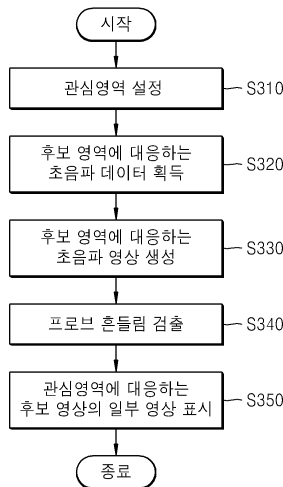 시작
관심영역 설정
S310
후보 영역에 대응하는
초음파 데이터 획득
S320
후보 영역에 대응하는
초음파 영상 생성
S330
프로브 흔들림 검출
S340
관심영역에 대응하는
후보 영상의 일부 영상 표시
S350
종료